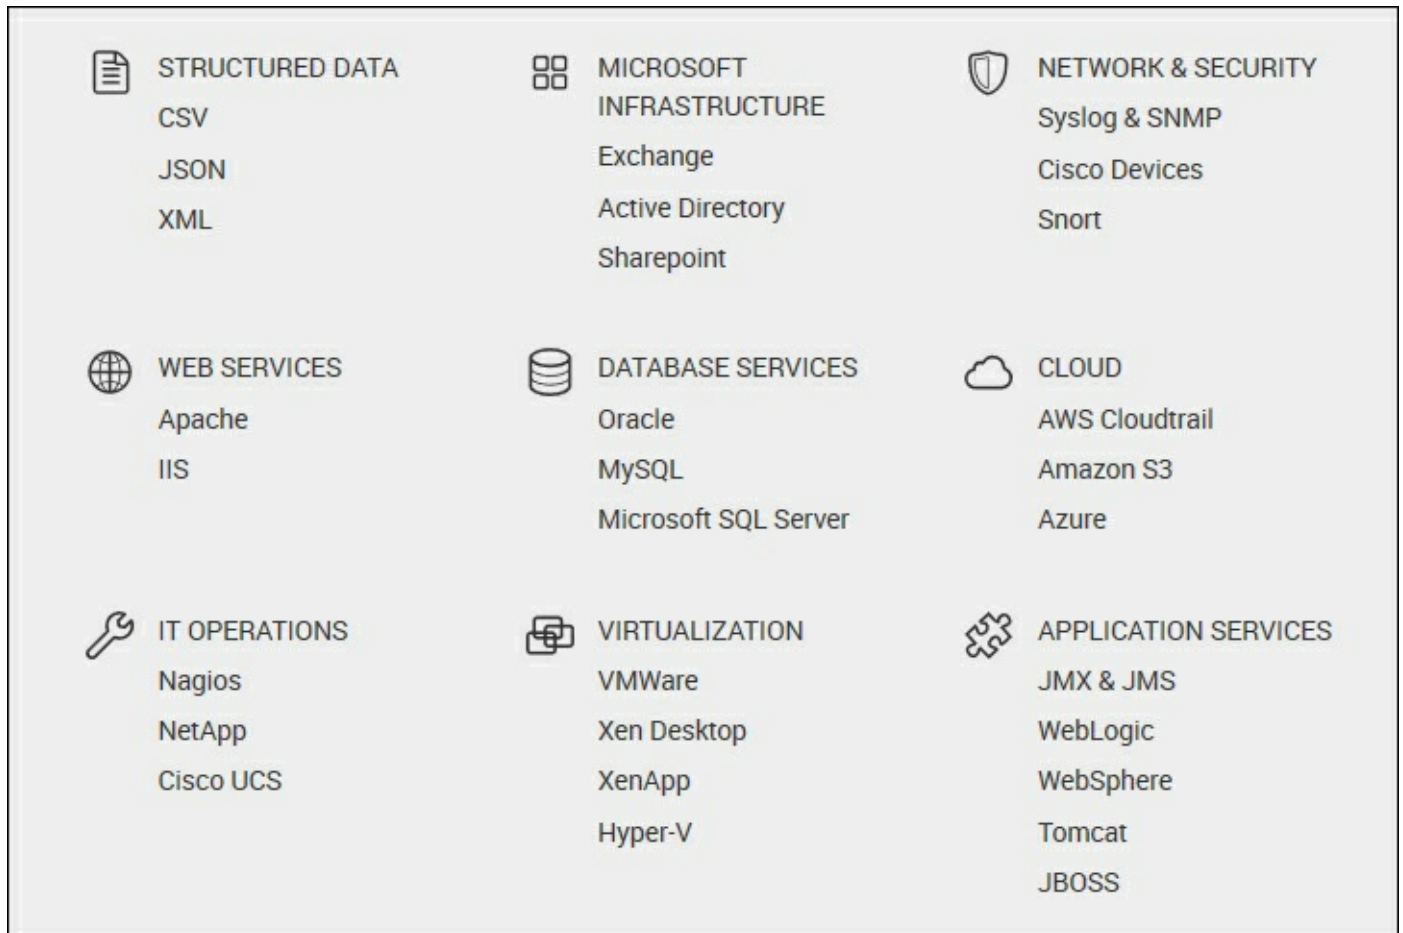 STRUCTURED DATA
CSV
JSON
XML
MICROSOFT
INFRASTRUCTURE
Exchange
Active Directory
Sharepoint
NETWORK & SECURITY
Syslog & SNMP
Cisco Devices
Snort
WEB SERVICES
Apache
IIS
DATABASE SERVICES
Oracle
MySQL
Microsoft SQL Server
CLOUD
AWS Cloudtrail
Amazon S3
Azure
IT OPERATIONS
Nagios
NetApp
Cisco UCS
VIRTUALIZATION
VMWare
Xen Desktop
XenApp
Hyper-V
APPLICATION SERVICES
JMX & JMS
WebLogic
WebSphere
Tomcat
JBOSS